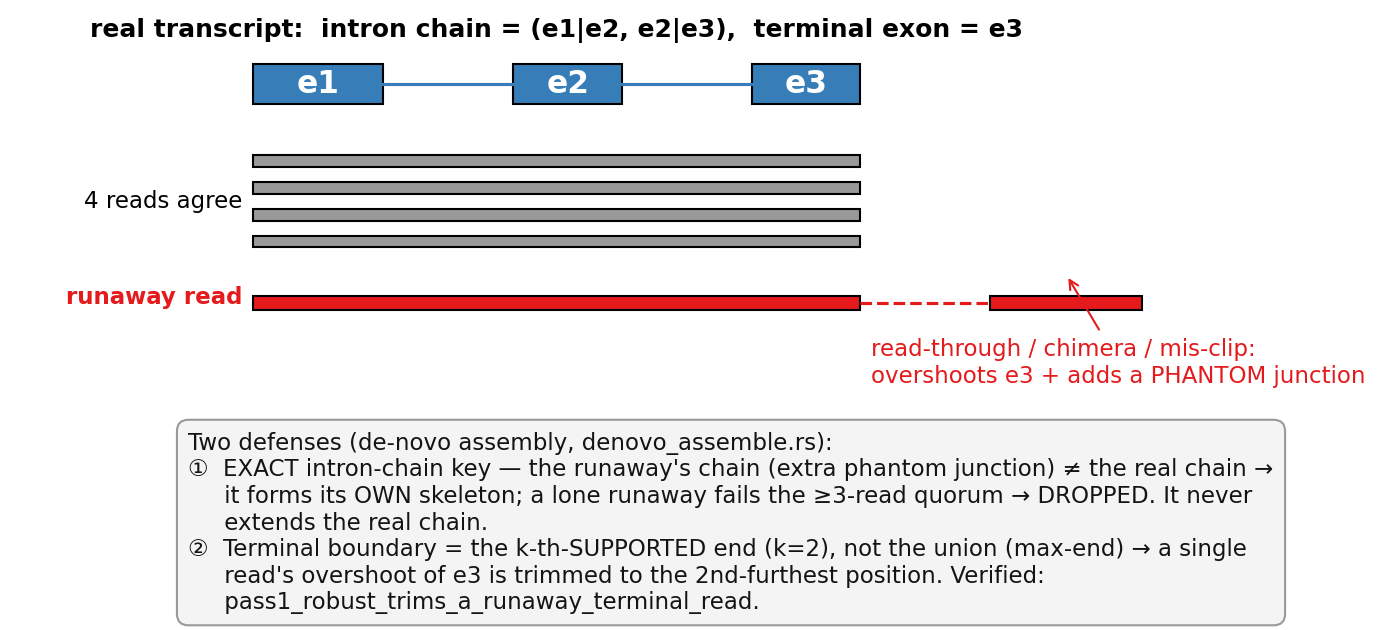 real transcript:  intron chain = (e1|e2, e2|e3),  terminal exon = e3
e1 e2 e3
4 reads agree
runaway read
read-through / chimera / mis-clip:
overshoots e3 + adds a PHANTOM junction
Two defenses (de-novo assembly, denovo_assemble.rs):
①  EXACT intron-chain key — the runaway's chain (extra phantom junction) ≠ the real chain →
it forms its OWN skeleton; a lone runaway fails the ≥3-read quorum → DROPPED. It never
extends the real chain.
②  Terminal boundary = the k-th-SUPPORTED end (k=2), not the union (max-end) → a single
read's overshoot of e3 is trimmed to the 2nd-furthest position. Verified:
pass1_robust_trims_a_runaway_terminal_read.